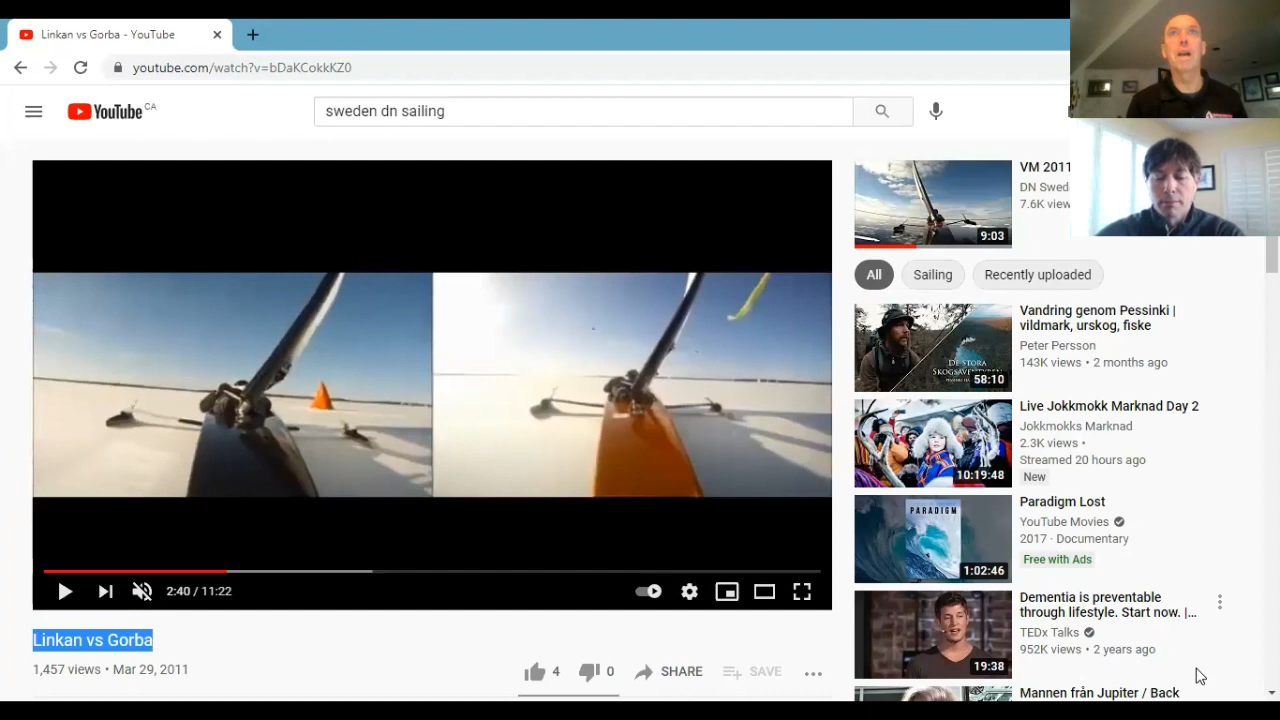 Linkan vs Gorba - YouTube
youtube.com/watch?v=bDaKCokkKZ0
YouTube CA
sweden dn sailing
VM 2011
DN Swed
7.6K view
9:03
All
Sailing
Recently uploaded
Vandring genom Pessinki |
vildmark, urskog, fiske
Peter Persson
143K views • 2 months ago
DE STORA
58:10
Live Jokkmokk Marknad Day 2
Jokkmokks Marknad
2.3K views •
Streamed 20 hours ago
New
10:19:48
Paradigm Lost
YouTube Movies
2017 · Documentary
Free with Ads
PARADIGM
1:02:46
Dementia is preventable
through lifestyle. Start now. |...
TEDx Talks
952K views • 2 years ago
19:38
Mannen från Jupiter / Back
2:40 / 11:22
Linkan vs Gorba
1,457 views • Mar 29, 2011
4
0
SHARE
SAVE